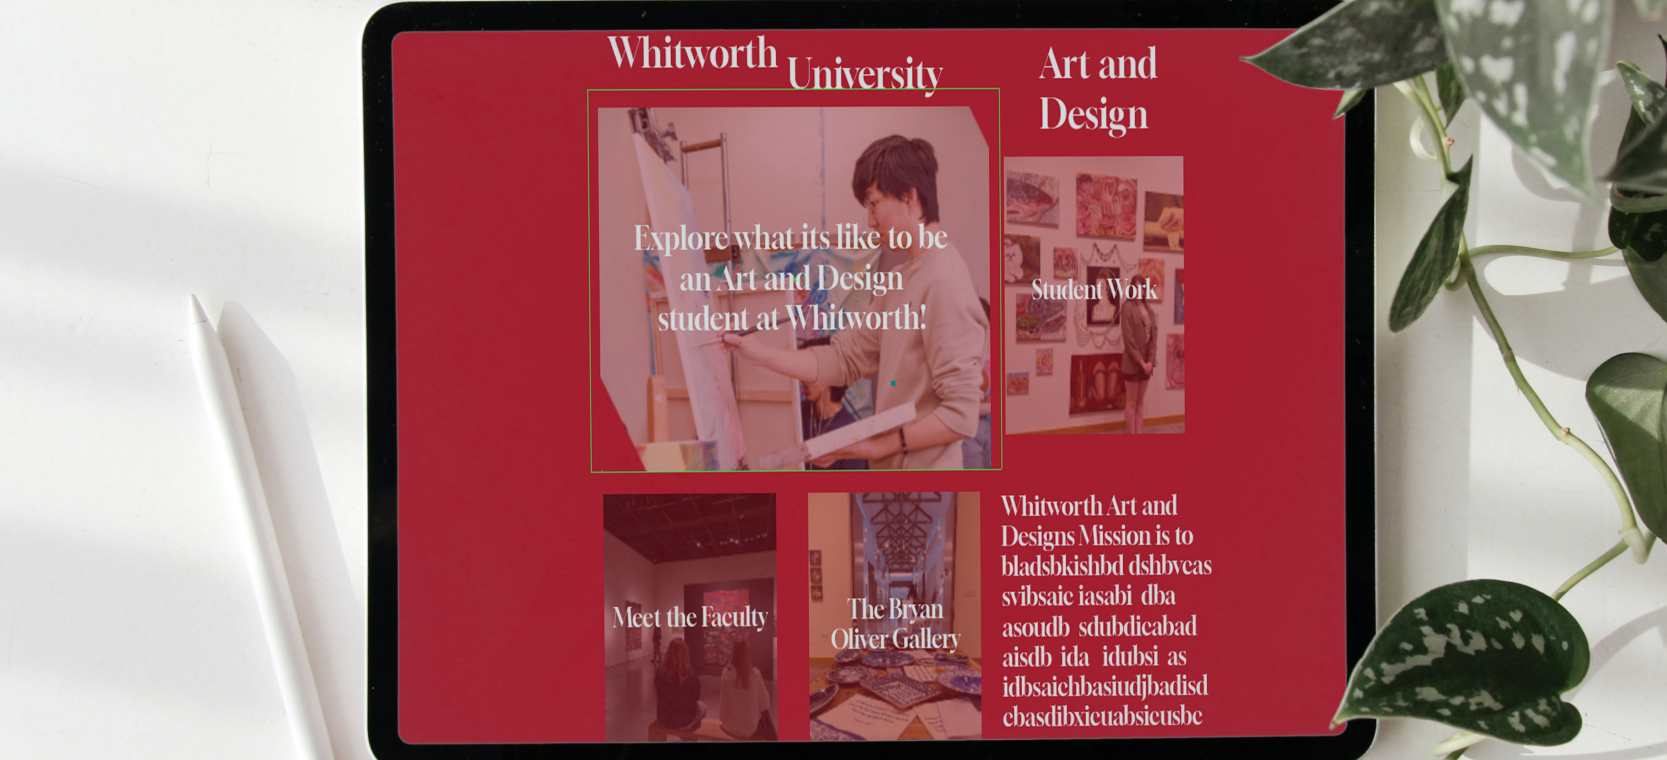 Whitworth University
Art and
Design
Explore what its like to be
an Art and Design
student at Whitworth!
Student Work
Meet the Faculty
The Bryan
Oliver Gallery
Whitworth Art and
Designs Mission is to
bladsbkishbd dshbvcas
svibsaic iasabi dba
asoudb sdubdicabad
aisdb ida idubsi as
idbsaichbasiudjbadisd
cbasdibxicuabsicusbc